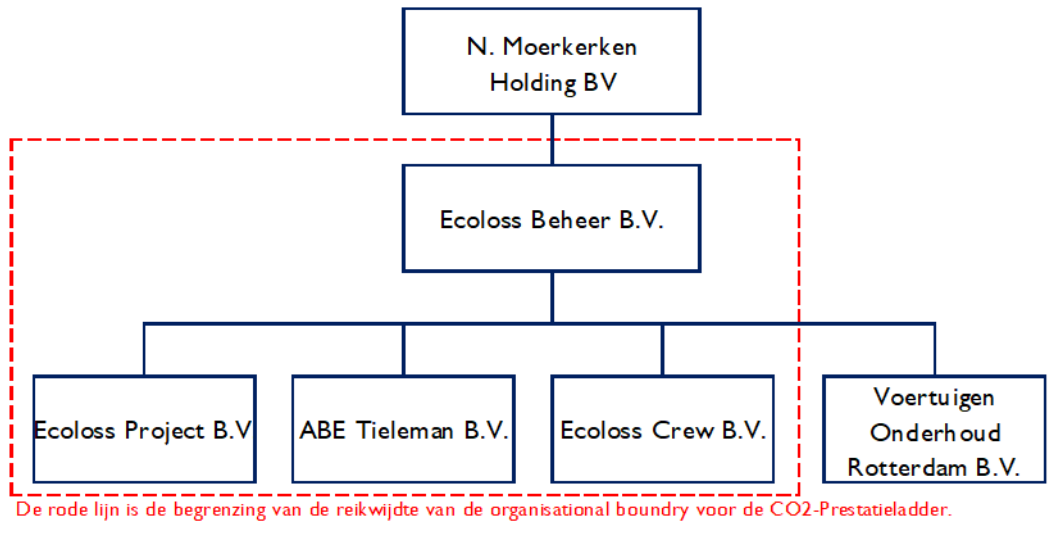 N. Moerkerken
Holding BV
Ecoloss Beheer B.V.
Ecoloss Project B.V
ABE Tieleman B.V.
Ecoloss Crew B.V.
Voertuigen
Onderhoud
Rotterdam B.V.
De rode lijn is de begrenzing van de reikwijdte van de organisational boundry voor de CO2-Prestatieladder.